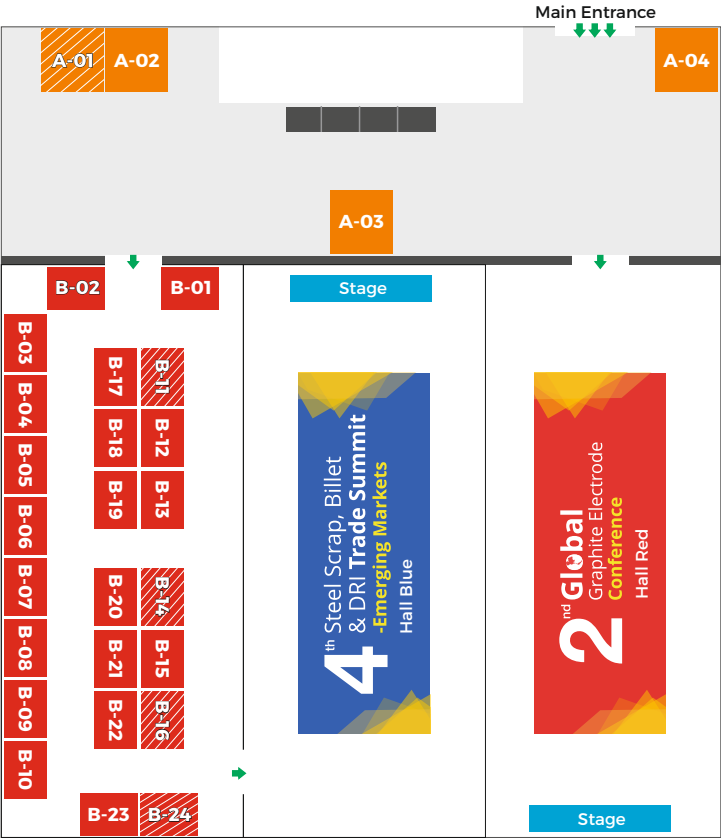 Main Entrance
A-01
A-02
A-04
A-03
B-02
B-01
Stage
B-03
B-04
B-05
B-06
B-07
B-08
B-09
B-10
B-17
B-11
B-18
B-12
B-19
B-13
B-20
B-14
B-21
B-15
B-22
B-16
B-23
B-24
4th Steel Scrap, Billet
& DRI Trade Summit
-Emerging Markets
Hall Blue
2nd Global
Graphite Electrode
Conference
Hall Red
Stage